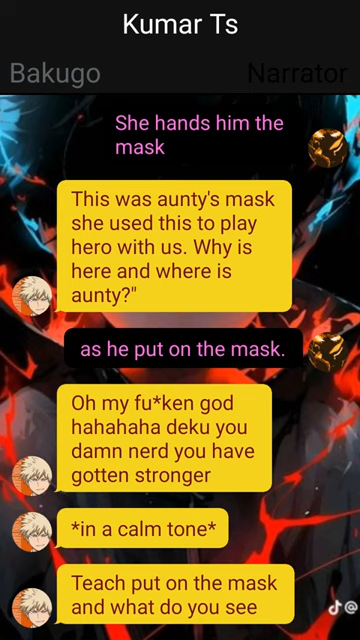 Kumar Ts
Bakugo
Narrator
She hands him the
mask
This was aunty's mask
she used this to play
hero with us. Why is
here and where is
aunty?"
as he put on the mask.
Oh my fu*ken god
hahahaha deku you
damn nerd you have
gotten stronger
*in a calm tone*
Teach put on the mask
and what do you see
@